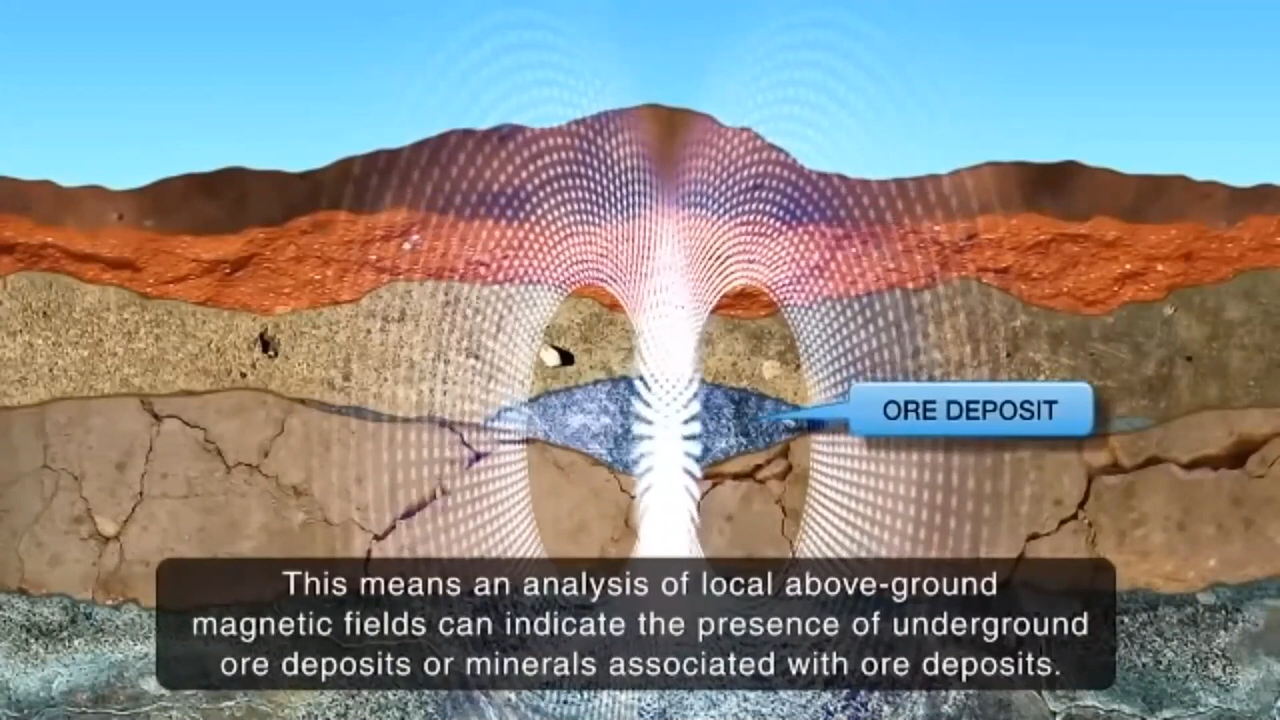 ORE DEPOSIT
This means an analysis of local above-ground
magnetic fields can indicate the presence of underground
ore deposits or minerals associated with ore deposits.